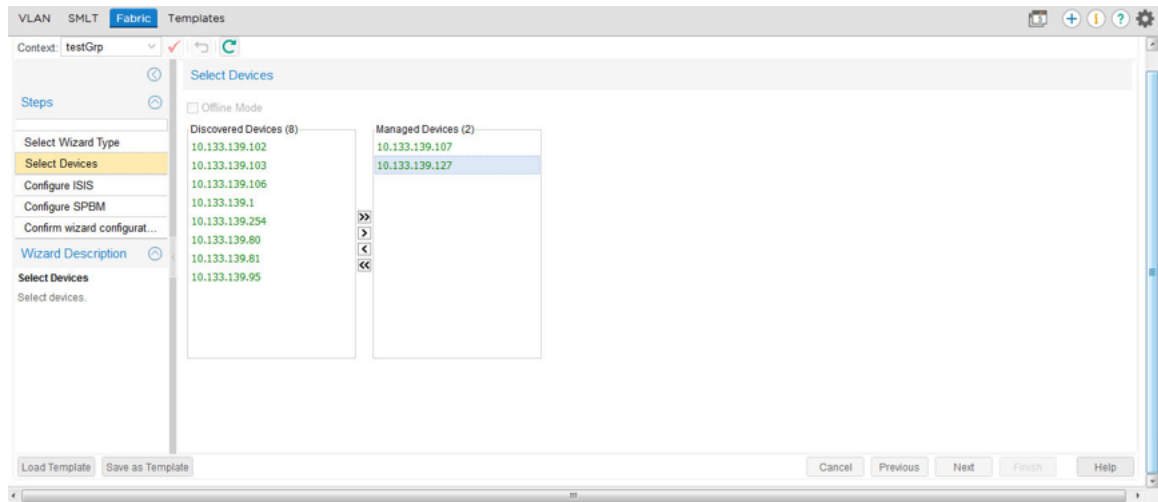 VLAN SMLT Fabric Templates
5
Context: testGrp
Select Devices
Steps
Offline Mode
Select Wizard Type
Select Devices
Configure ISIS
Configure SPBM
Confirm wizard configurat...
Wizard Description
Select Devices
Select devices.
Discovered Devices (8)
10.133.139.102
10.133.139.103
10.133.139.106
10.133.139.1
10.133.139.254
10.133.139.80
10.133.139.81
10.133.139.95
Managed Devices (2)
10.133.139.107
10.133.139.127
Load Template Save as Template Cancel Previous Next Finish Help